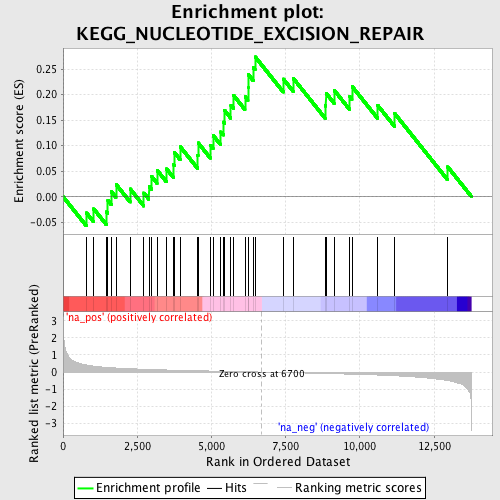 Enrichment plot:
KEGG_NUCLEOTIDE_EXCISION_REPAIR
Enrichment score (ES)
0.25
0.20
0.15
0.10
0.05
0.00
-0.05
Ranked list metric (PreRanked)
'na_pos' (positively correlated)
3
2
1
0
-1
-2
-3
Zero cross at 6700
'na_neg' (negatively correlated)
0
2,500
5,000
7,500
10,000
12,500
Rank in Ordered Dataset
Enrichment profile
Hits
Ranking metric scores